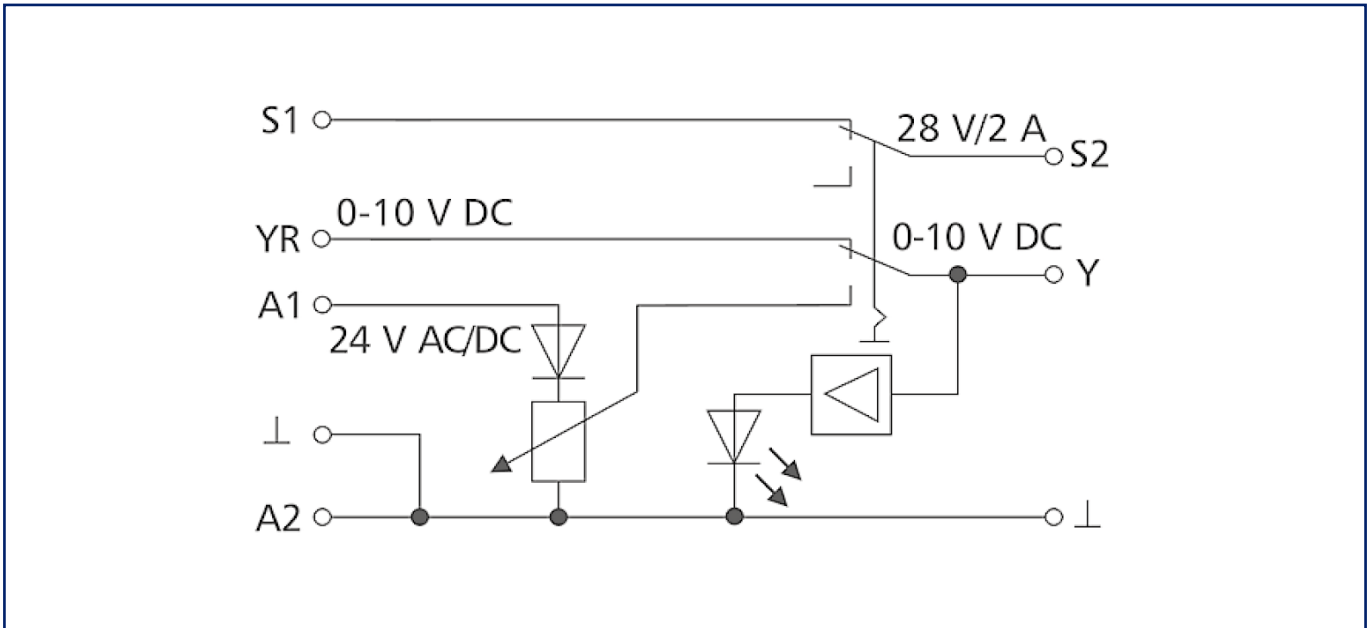 S1
28 V/2 A
S2
YR
0-10 V DC
0-10 V DC
Y
A1
24 V AC/DC
⊥
A2
⊥